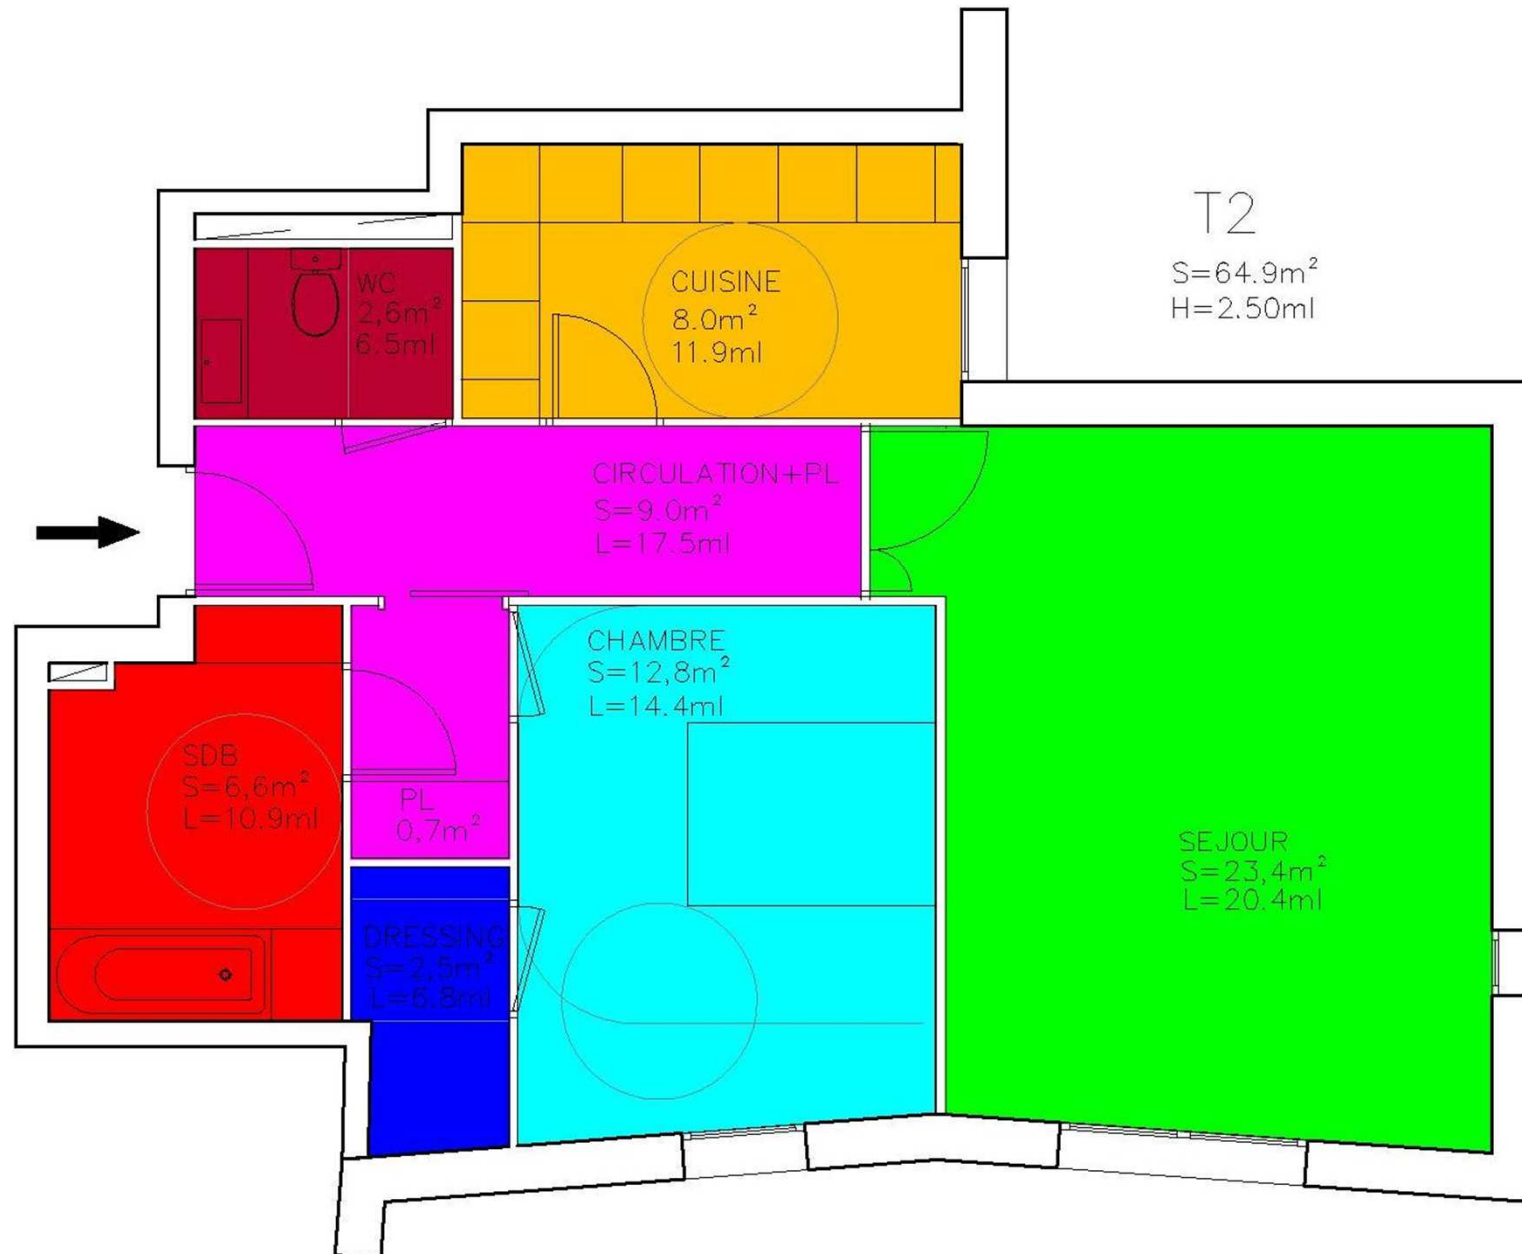 T2
S=64.9m²
H=2.50ml
WC
2,6m²
6.5ml
CUISINE
8.0m²
11.9ml
CIRCULATION+PL
S=9.0m²
L=17.5ml
CHAMBRE
S=12,8m²
L=14.4ml
SDB
S=6,6m²
L=10.9ml
PL
0,7m²
SEJOUR
S=23,4m²
L=20.4ml
DRESSING
S=2,5m²
L=6.8ml